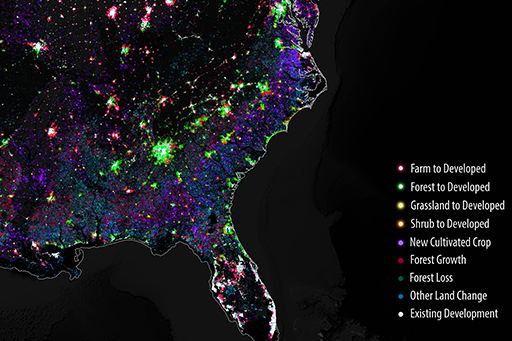 Farm to Developed
Forest to Developed
Grassland to Developed
Shrub to Developed
New Cultivated Crop
Forest Growth
Forest Loss
Other Land Change
Existing Development